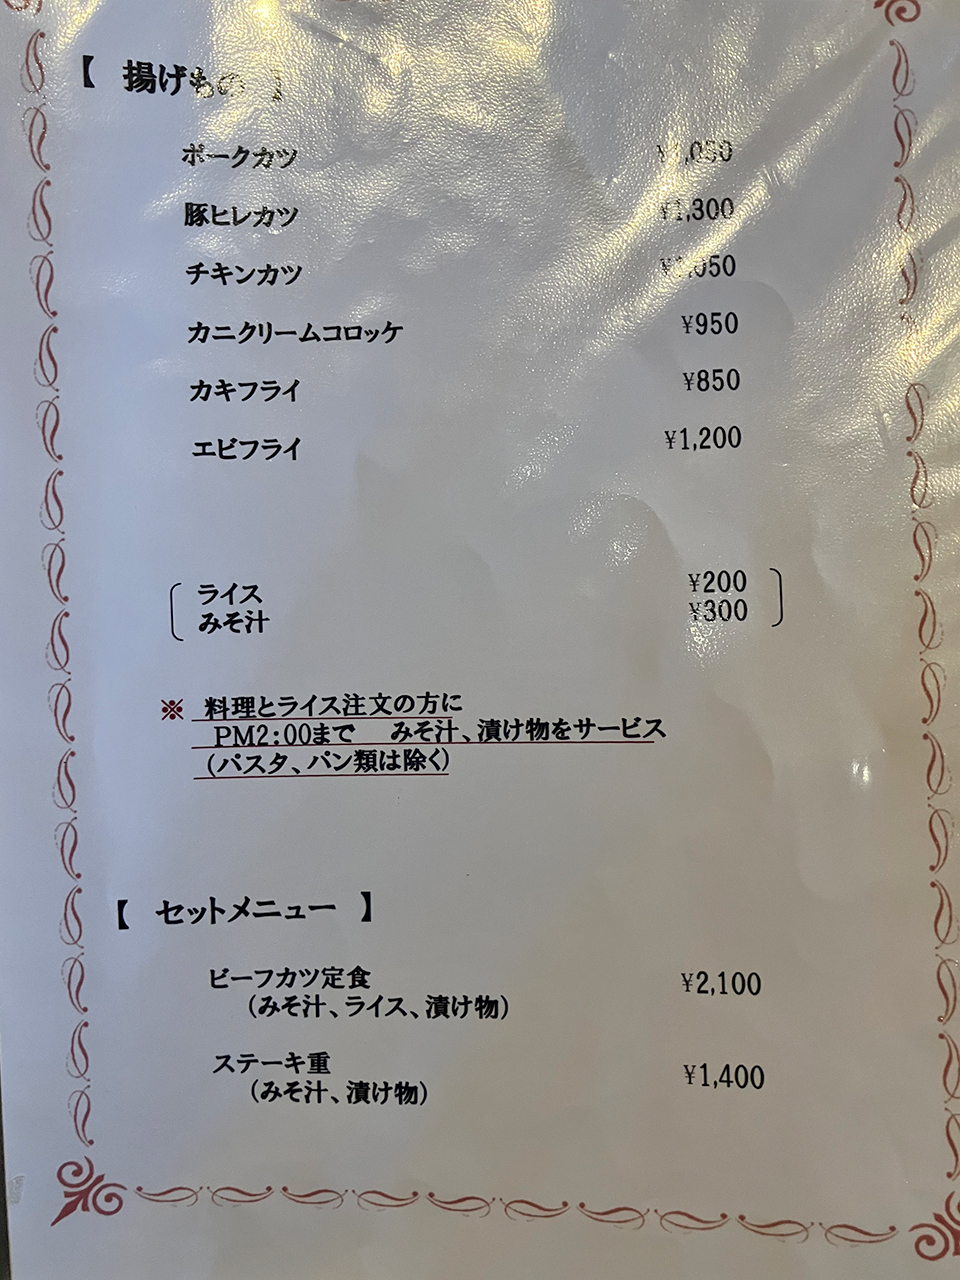 【 揚げもの 】
ポークカツ
豚ヒレカツ ¥1,300
チキンカツ ¥1,050
カニクリームコロッケ ¥950
カキフライ ¥850
エビフライ ¥1,200
ライス ¥200
みそ汁 ¥300
※ 料理とライス注文の方に
PM2:00まで みそ汁、漬け物をサービス
(パスタ、パン類は除く)
【 セットメニュー 】
ビーフカツ定食 ¥2,100
(みそ汁、ライス、漬け物)
ステーキ重 ¥1,400
(みそ汁、漬け物)